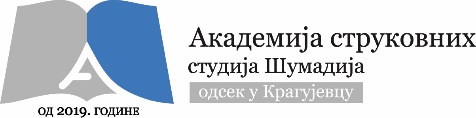 Академија струковних
студија Шумадија
одсек у Крагујевцу
од 2019. године